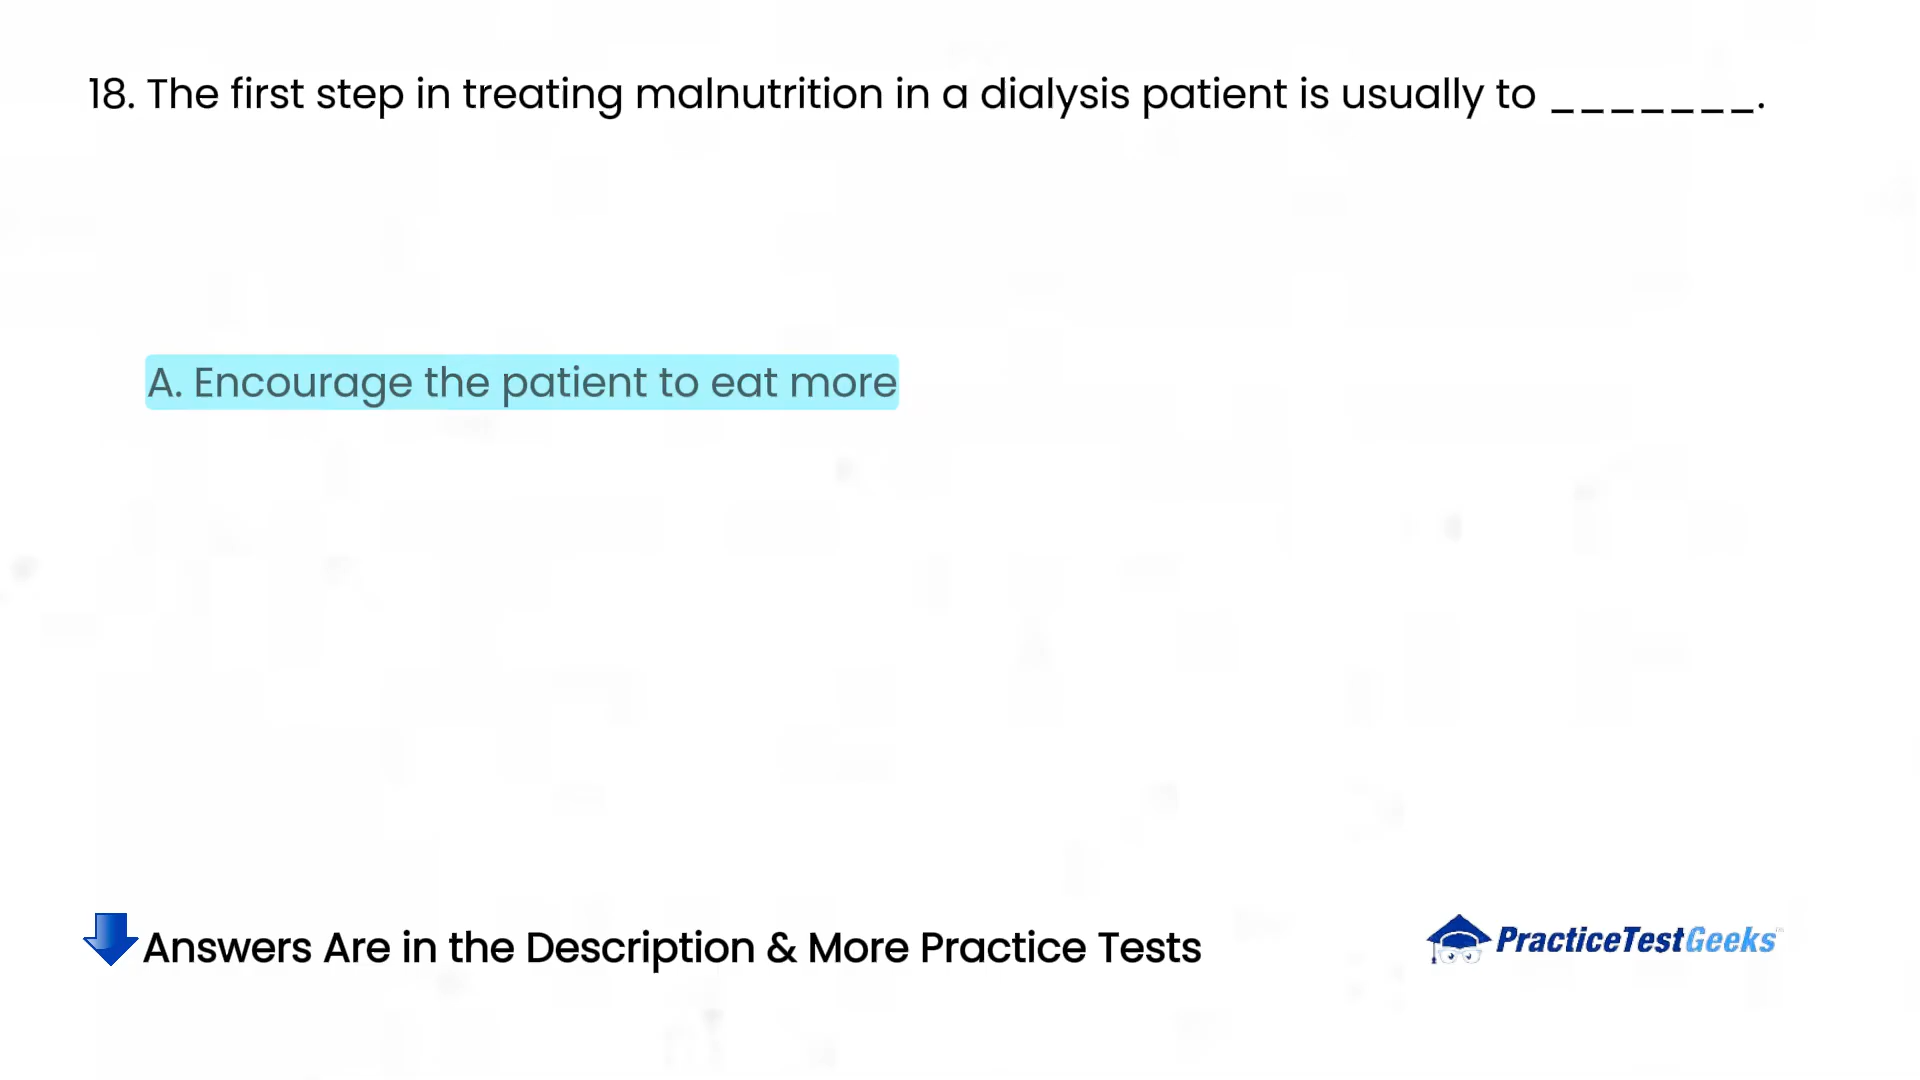 18. The first step in treating malnutrition in a dialysis patient is usually to _______.
A. Encourage the patient to eat more
Answers Are in the Description & More Practice Tests
PracticeTestGeeks